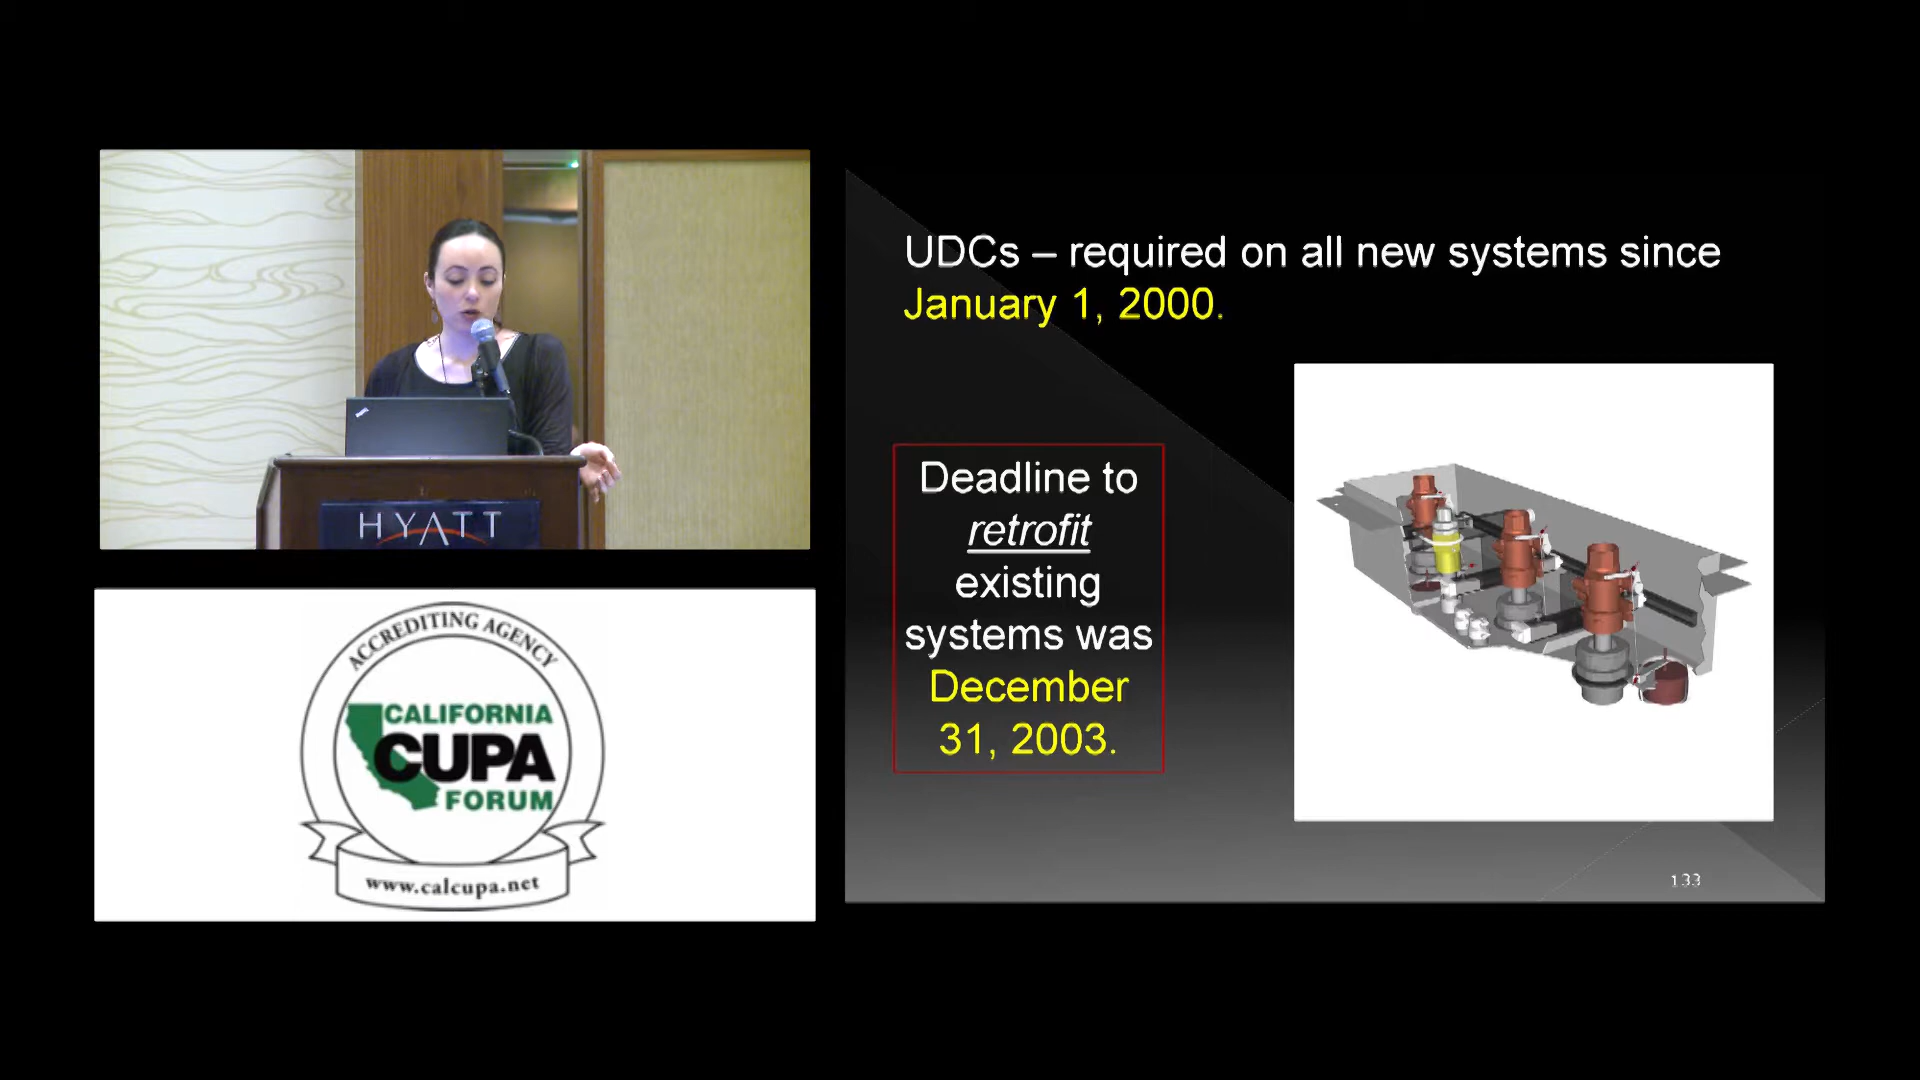 UDCs – required on all new systems since
January 1, 2000.
Deadline to
retrofit
existing
systems was
December
31, 2003.
133
HYATT
ACCREDITING AGENCY
CALIFORNIA
CUPA
FORUM
www.calcupa.net